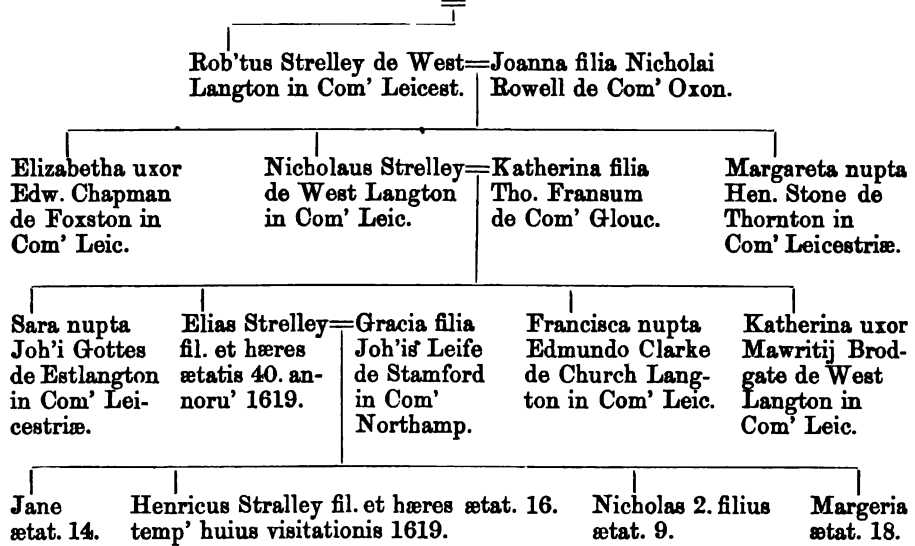 Rob'tus Strelley de West═Joanna filia Nicholai
Langton in Com' Leicest. Rowell de Com' Oxon.
Elizabetha uxor
Edw. Chapman
de Foxston in
Com' Leic.
Nicholaus Strelley═Katherina filia
de West Langton Tho. Fransum
in Com' Leic. de Com' Glouc.
Margareta nupta
Hen. Stone de
Thornton in
Com' Leicestriæ.
Sara nupta
Joh'i Gottes
de Estlangton
in Com' Lei-
cestriæ.
Elias Strelley═Gracia filia
fil. et hæres Joh'is Leife
ætatis 40. an- de Stamford
noru' 1619. in Com'
Northamp.
Francisca nupta
Edmundo Clarke
de Church Lang-
ton in Com' Leic.
Katherina uxor
Mawritij Brod-
gate de West
Langton in
Com' Leic.
Jane
ætat. 14.
Henricus Stralley fil. et hæres ætat. 16.
temp' huius visitationis 1619.
Nicholas 2. filius
ætat. 9.
Margeria
ætat. 18.